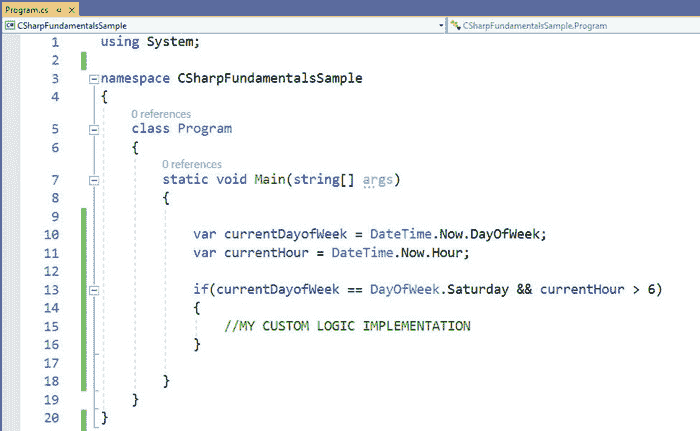 Program.cs
CSharpFundamentalsSample CSharpFundamentalsSample.Program
1 using System;
2
3 namespace CSharpFundamentalsSample
4 {
0 references
5 class Program
6 {
0 references
7 static void Main(string[] args)
8 {
9
10 var currentDayofWeek = DateTime.Now.DayOfWeek;
11 var currentHour = DateTime.Now.Hour;
12
13 if(currentDayofWeek == DayOfWeek.Saturday && currentHour > 6)
14 {
15 //MY CUSTOM LOGIC IMPLEMENTATION
16 }
17
18 }
19 }
20 }